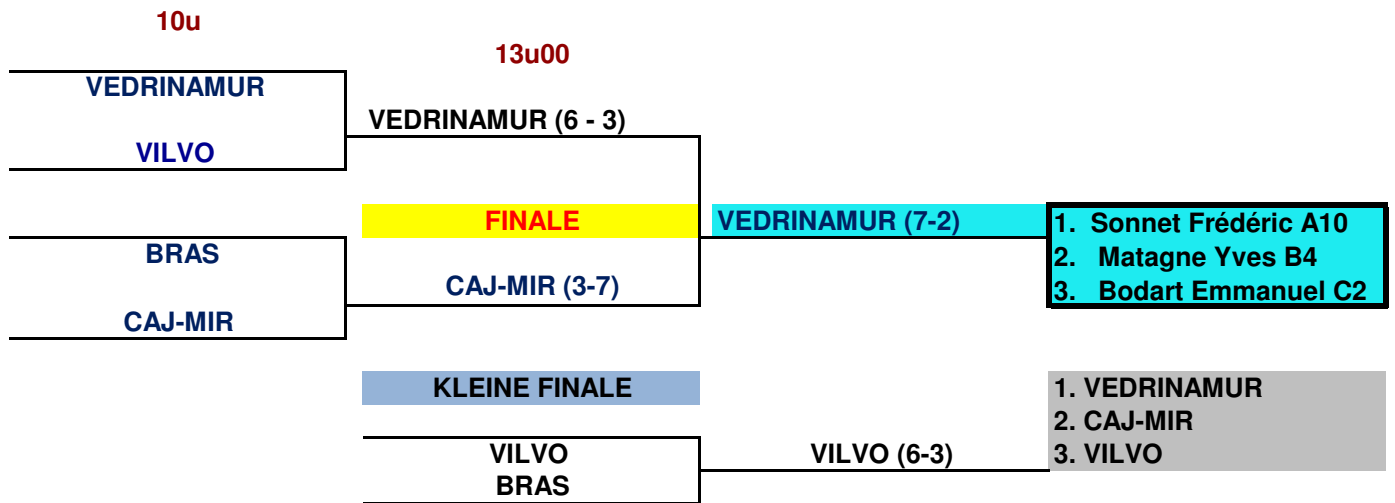 10u
13u00
VEDRINAMUR
VEDRINAMUR (6 - 3)
VILVO
FINALE
VEDRINAMUR (7-2)
1. Sonnet Frédéric A10
BRAS
2. Matagne Yves B4
CAJ-MIR (3-7)
3. Bodart Emmanuel C2
CAJ-MIR
KLEINE FINALE
1. VEDRINAMUR
2. CAJ-MIR
VILVO
VILVO (6-3)
3. VILVO
BRAS